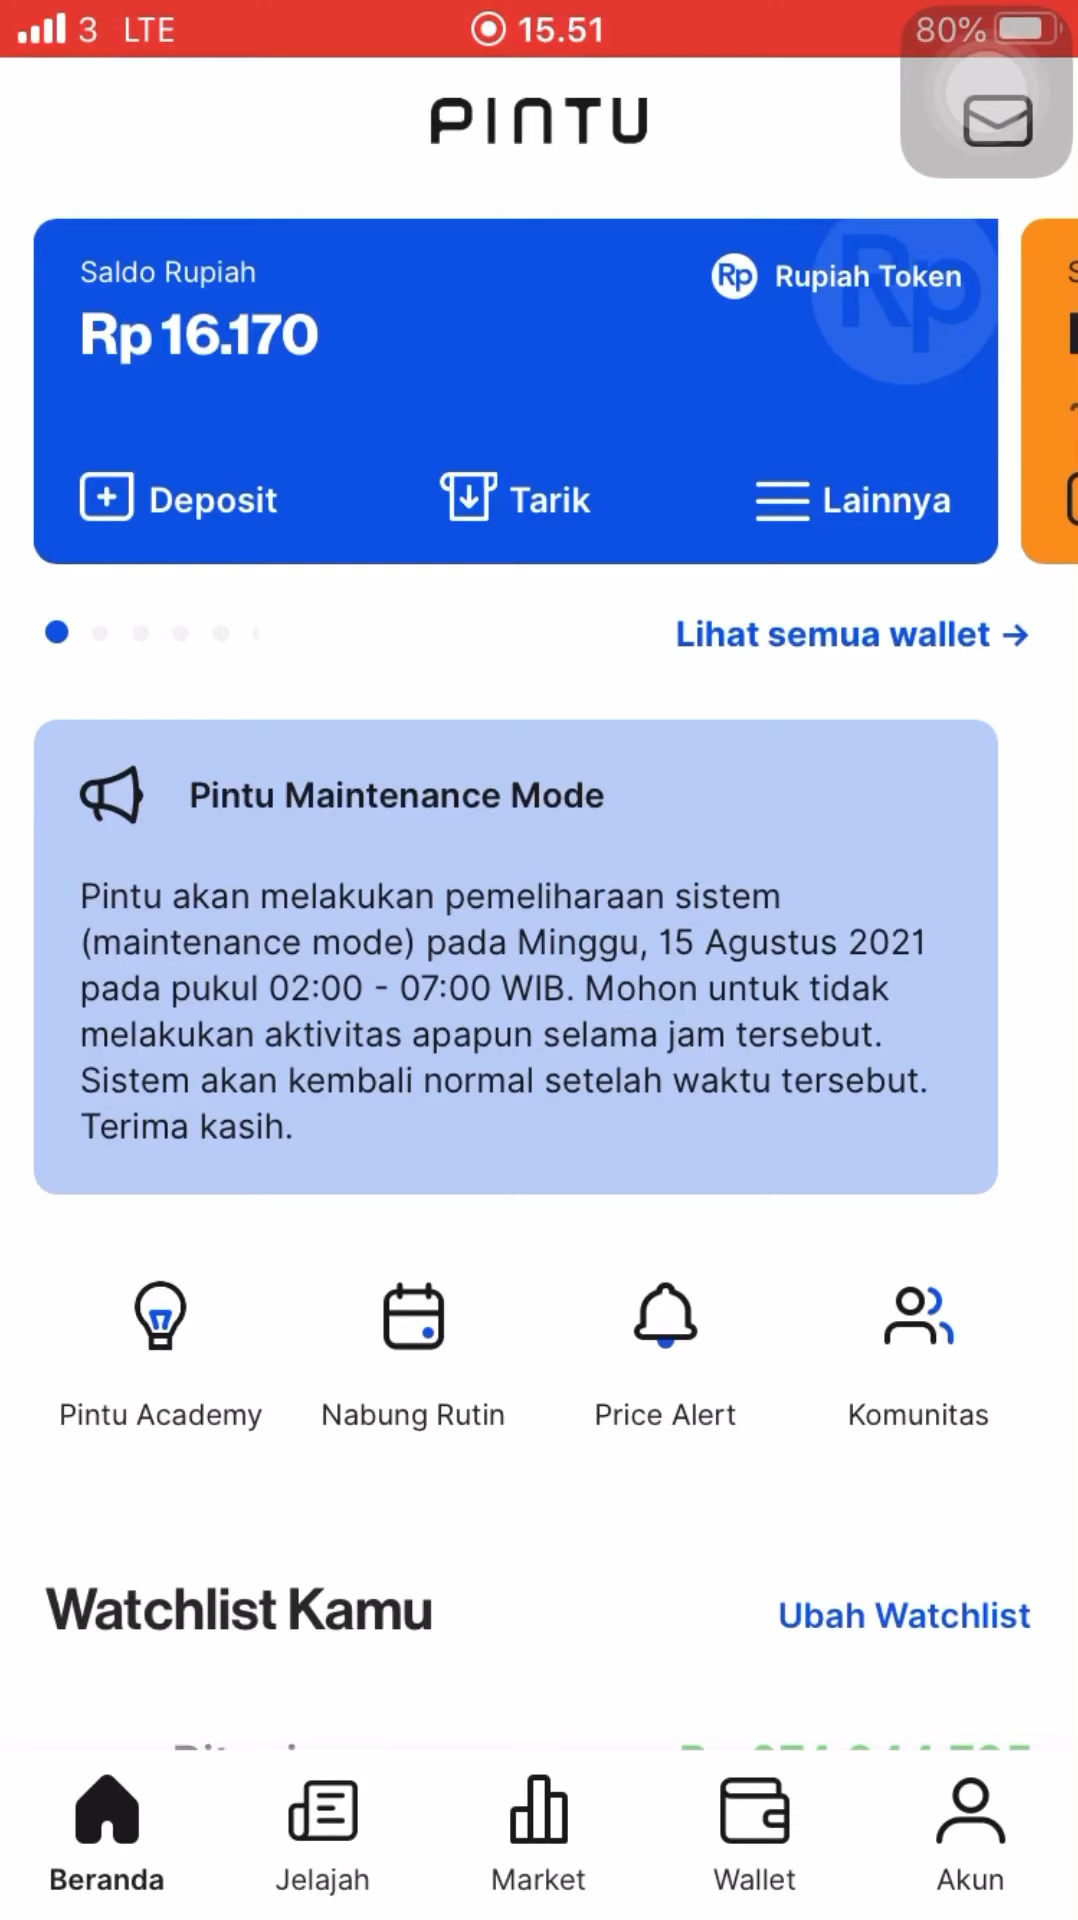 3 LTE 15.51 80%
PINTU
Saldo Rupiah
Rp Rupiah Token
Rp 16.170
Deposit Tarik Lainnya
Lihat semua wallet →
Pintu Maintenance Mode
Pintu akan melakukan pemeliharaan sistem
(maintenance mode) pada Minggu, 15 Agustus 2021
pada pukul 02:00 - 07:00 WIB. Mohon untuk tidak
melakukan aktivitas apapun selama jam tersebut.
Sistem akan kembali normal setelah waktu tersebut.
Terima kasih.
Pintu Academy Nabung Rutin Price Alert Komunitas
Watchlist Kamu Ubah Watchlist
Beranda Jelajah Market Wallet Akun